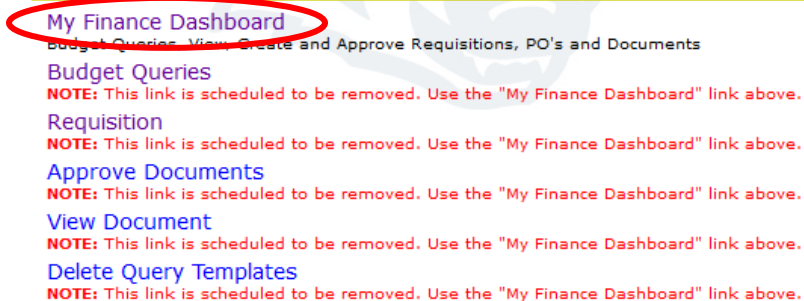 My Finance Dashboard
Budget Queries, View, Create and Approve Requisitions, PO's and Documents
Budget Queries
NOTE: This link is scheduled to be removed. Use the "My Finance Dashboard" link above.
Requisition
NOTE: This link is scheduled to be removed. Use the "My Finance Dashboard" link above.
Approve Documents
NOTE: This link is scheduled to be removed. Use the "My Finance Dashboard" link above.
View Document
NOTE: This link is scheduled to be removed. Use the "My Finance Dashboard" link above.
Delete Query Templates
NOTE: This link is scheduled to be removed. Use the "My Finance Dashboard" link above.